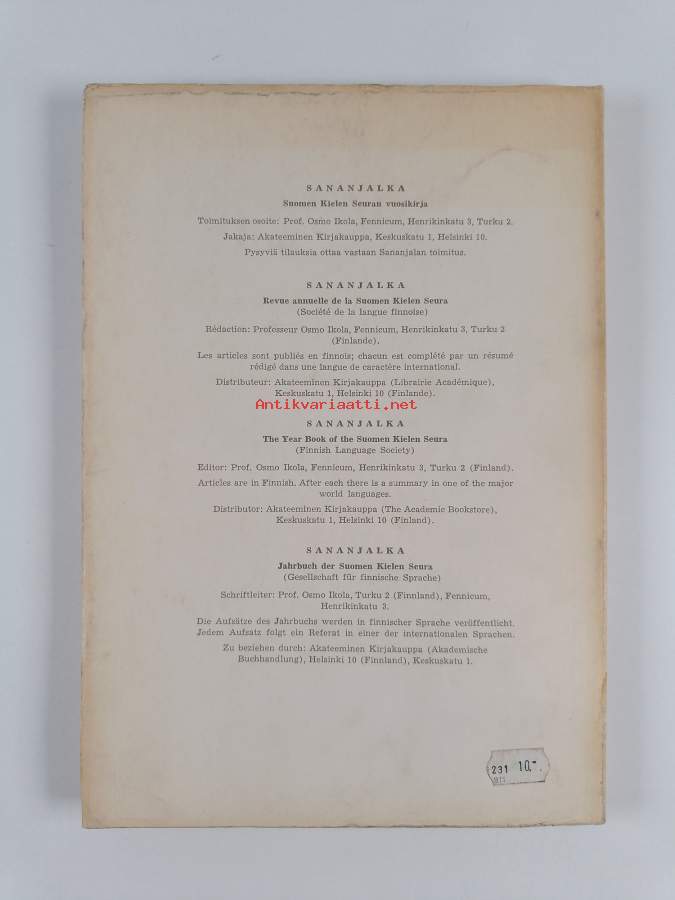 SANANJALKA
Suomen Kielen Seuran vuosikirja
Toimituksen osoite: Prof. Osmo Ikola, Fennicum, Henrikinkatu 3, Turku 2.
Jakaja: Akateeminen Kirjakauppa, Keskuskatu 1, Helsinki 10.
Pysyviä tilauksia ottaa vastaan Sananjalan toimitus.
SANANJALKA
Revue annuelle de la Suomen Kielen Seura
(Société de la langue finnoise)
Rédaction: Professeur Osmo Ikola, Fennicum, Henrikinkatu 3, Turku 2
(Finlande).
Les articles sont publiés en finnois; chacun est complété par un résumé
rédigé dans une langue de caractère international.
Distributeur: Akateeminen Kirjakauppa (Librairie Académique),
Keskuskatu 1, Helsinki 10 (Finlande).
Antikvariaatti.net
SANANJALKA
The Year Book of the Suomen Kielen Seura
(Finnish Language Society)
Editor: Prof. Osmo Ikola, Fennicum, Henrikinkatu 3, Turku 2 (Finland).
Articles are in Finnish. After each there is a summary in one of the major
world languages.
Distributor: Akateeminen Kirjakauppa (The Academic Bookstore),
Keskuskatu 1, Helsinki 10 (Finland).
SANANJALKA
Jahrbuch der Suomen Kielen Seura
(Gesellschaft für finnische Sprache)
Schriftleiter: Prof. Osmo Ikola, Turku 2 (Finnland), Fennicum,
Henrikinkatu 3.
Die Aufsätze des Jahrbuchs werden in finnischer Sprache veröffentlicht.
Jedem Aufsatz folgt ein Referat in einer der internationalen Sprachen.
Zu beziehen durch: Akateeminen Kirjakauppa (Akademische
Buchhandlung), Helsinki 10 (Finnland), Keskuskatu 1.
231 10,-.